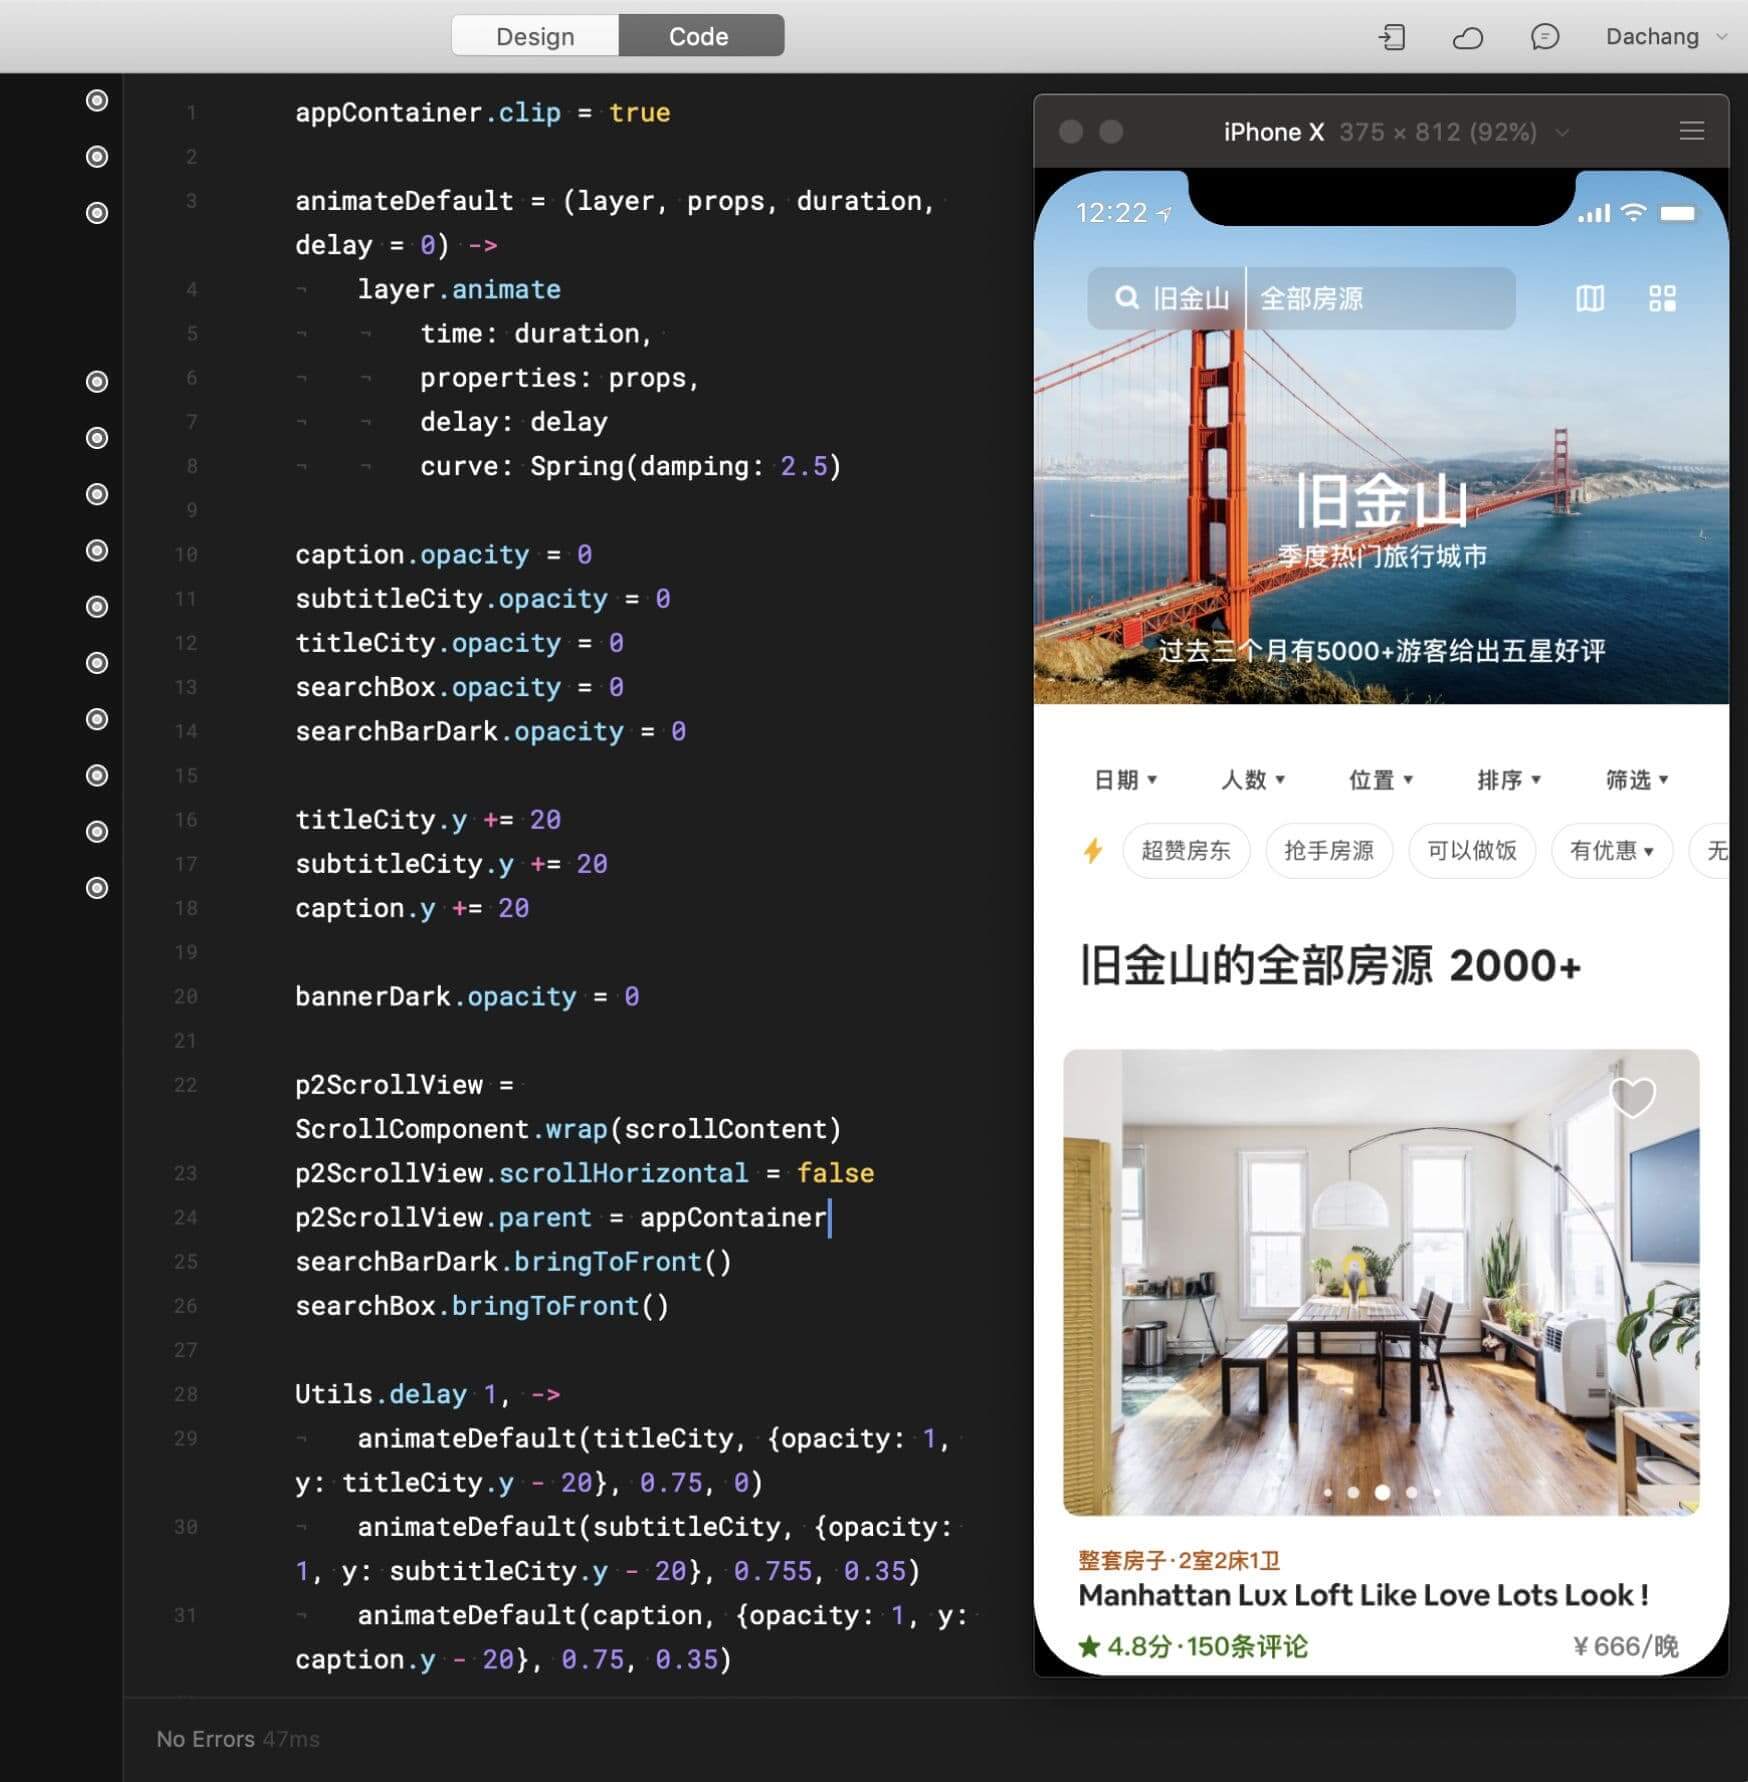 Design
Code
Dachang
1 appContainer.clip = true
2
3 animateDefault = (layer, props, duration,
delay = 0) ->
4 layer.animate
5 time: duration,
6 properties: props,
7 delay: delay
8 curve: Spring(damping: 2.5)
9
10 caption.opacity = 0
11 subtitleCity.opacity = 0
12 titleCity.opacity = 0
13 searchBox.opacity = 0
14 searchBarDark.opacity = 0
15
16 titleCity.y += 20
17 subtitleCity.y += 20
18 caption.y += 20
19
20 bannerDark.opacity = 0
21
22 p2ScrollView =
ScrollComponent.wrap(scrollContent)
23 p2ScrollView.scrollHorizontal = false
24 p2ScrollView.parent = appContainer
25 searchBarDark.bringToFront()
26 searchBox.bringToFront()
27
28 Utils.delay 1, ->
29 animateDefault(titleCity, {opacity: 1,
y: titleCity.y - 20}, 0.75, 0)
30 animateDefault(subtitleCity, {opacity:
1, y: subtitleCity.y - 20}, 0.755, 0.35)
31 animateDefault(caption, {opacity: 1, y:
caption.y - 20}, 0.75, 0.35)
No Errors 47ms
iPhone X 375 × 812 (92%)
12:22
旧金山 全部房源
旧金山
季度热门旅行城市
过去三个月有5000+游客给出五星好评
日期▾ 人数▾ 位置▾ 排序▾ 筛选▾
超赞房东 抢手房源 可以做饭 有优惠▾ 无
旧金山的全部房源 2000+
整套房子·2室2床1卫
Manhattan Lux Loft Like Love Lots Look !
★ 4.8分·150条评论 ¥ 666/晚